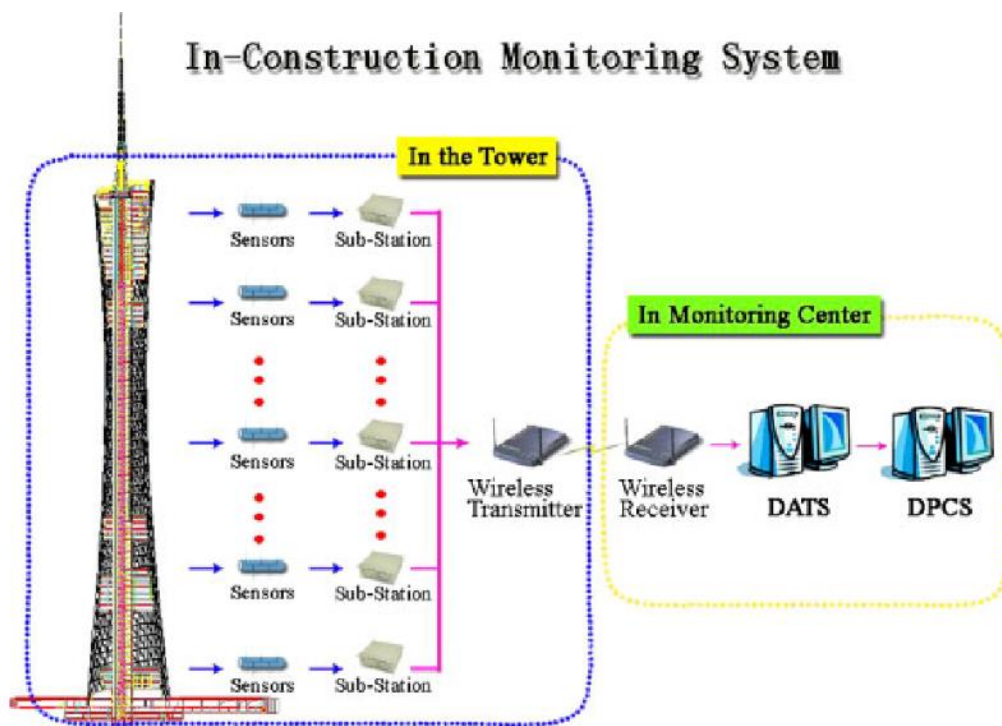 In-Construction Monitoring System
In the Tower
Sensors
Sub-Station
Sensors
Sub-Station
In Monitoring Center
Sensors
Sub-Station
Wireless
Transmitter
Wireless
Receiver
DATS
DPCS
Sensors
Sub-Station
Sensors
Sub-Station